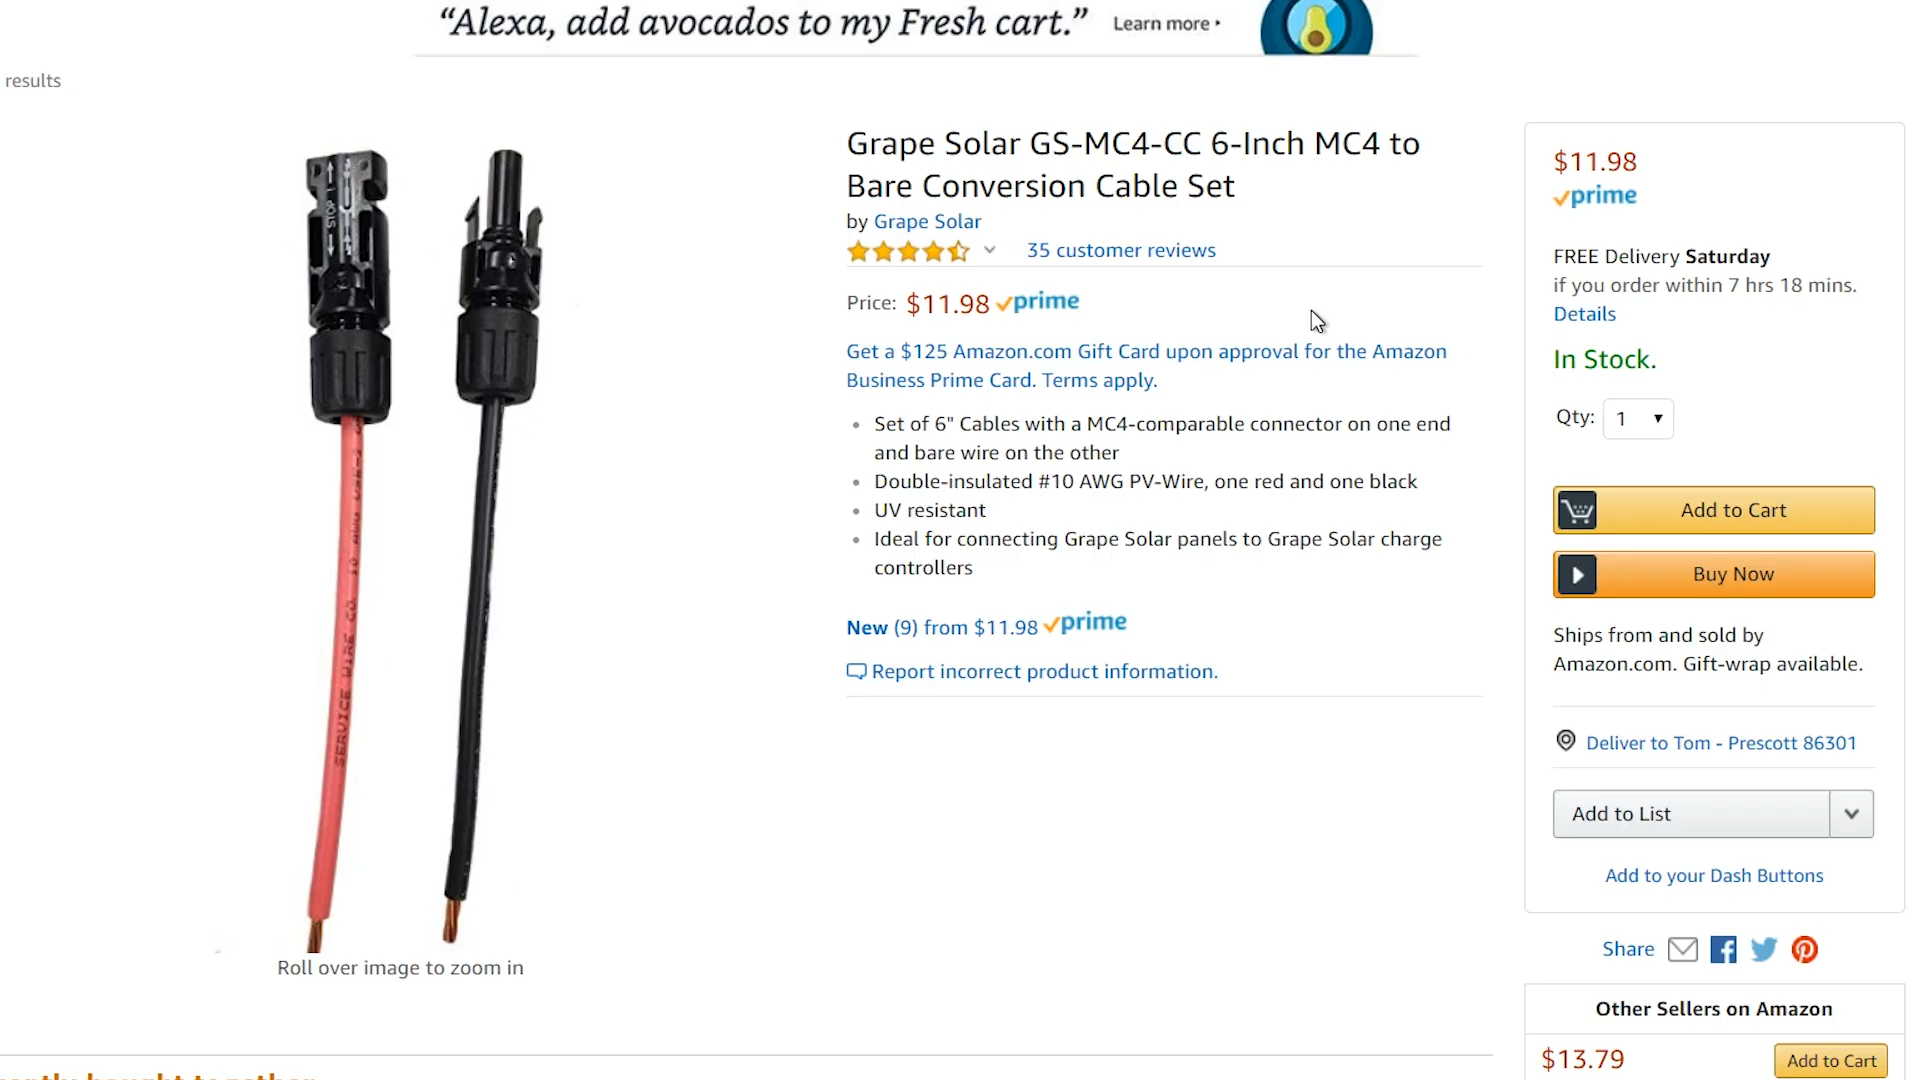 “Alexa, add avocados to my Fresh cart.” Learn more
results
Grape Solar GS-MC4-CC 6-Inch MC4 to
Bare Conversion Cable Set
by Grape Solar
35 customer reviews
Price: $11.98 prime
Get a $125 Amazon.com Gift Card upon approval for the Amazon
Business Prime Card. Terms apply.
Set of 6" Cables with a MC4-comparable connector on one end
and bare wire on the other
Double-insulated #10 AWG PV-Wire, one red and one black
UV resistant
Ideal for connecting Grape Solar panels to Grape Solar charge
controllers
New (9) from $11.98 prime
Report incorrect product information.
STOP
SERVICE WIRE CO. 10 AWG
Roll over image to zoom in
$11.98
prime
FREE Delivery Saturday
if you order within 7 hrs 18 mins.
Details
In Stock.
Qty: 1
Add to Cart
Buy Now
Ships from and sold by
Amazon.com. Gift-wrap available.
Deliver to Tom - Prescott 86301
Add to List
Add to your Dash Buttons
Share
Other Sellers on Amazon
$13.79 Add to Cart
bought together